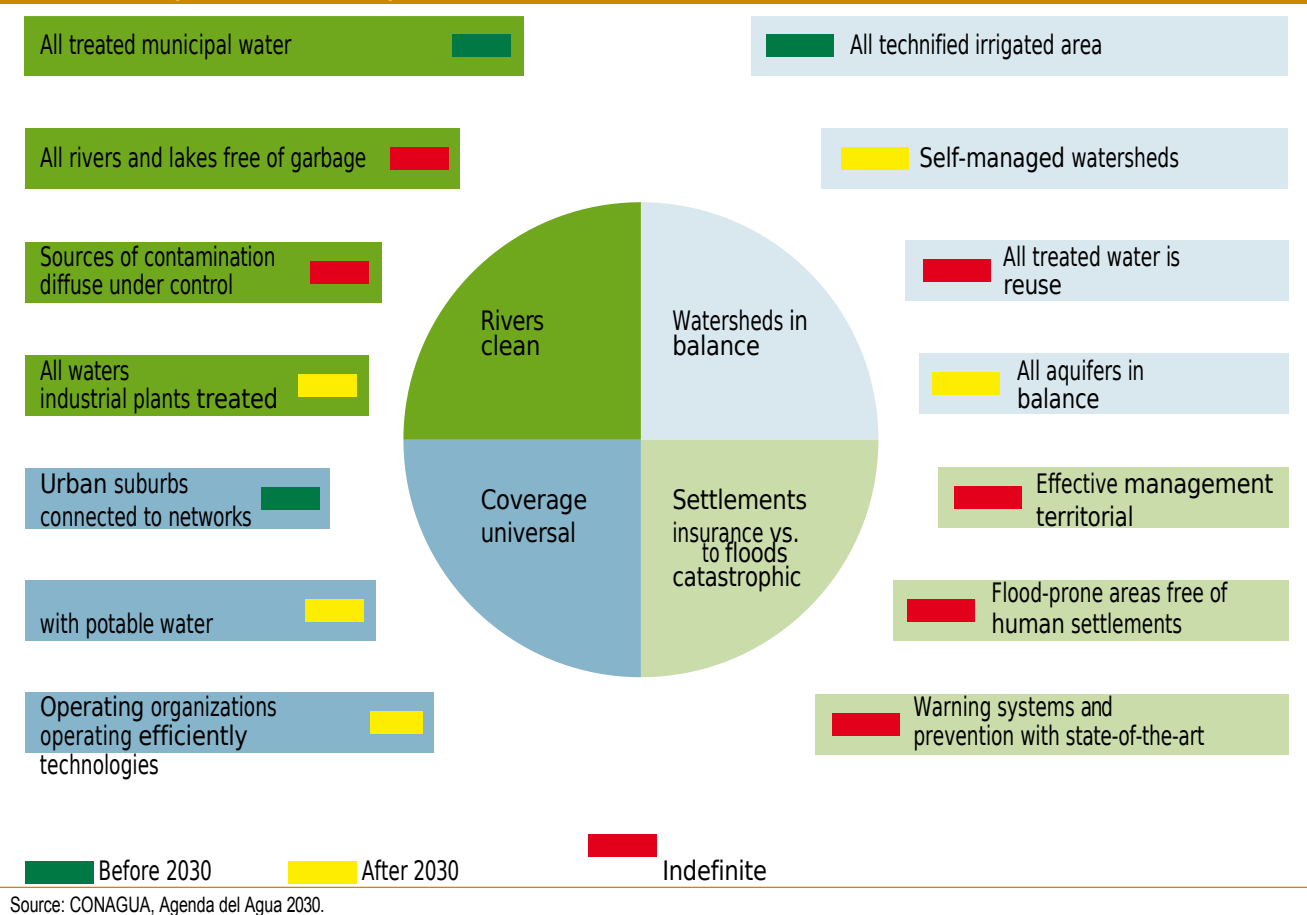 All treated municipal water
All rivers and lakes free of garbage
Sources of contamination
diffuse under control
All waters
industrial plants treated
Urban suburbs
connected to networks
with potable water
Operating organizations
operating efficiently
technologies
Rivers
clean
Watersheds in
balance
Coverage
universal
Settlements
insurance vs.
to floods
catastrophic
All technified irrigated area
Self-managed watersheds
All treated water is
reuse
All aquifers in
balance
Effective management
territorial
Flood-prone areas free of
human settlements
Warning systems and
prevention with state-of-the-art
Before 2030
After 2030
Indefinite
Source: CONAGUA, Agenda del Agua 2030.